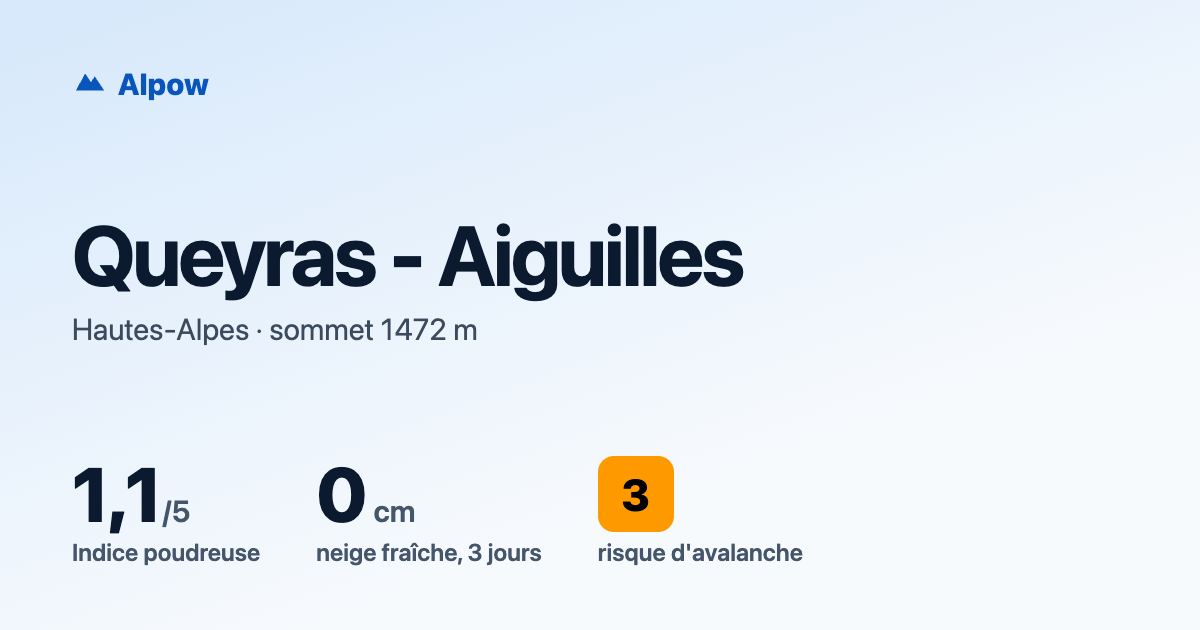 Alpow
Queyras - Aiguilles
Hautes-Alpes · sommet 1472 m
1,1/5
Indice poudreuse
0 cm
neige fraîche, 3 jours
3
risque d'avalanche